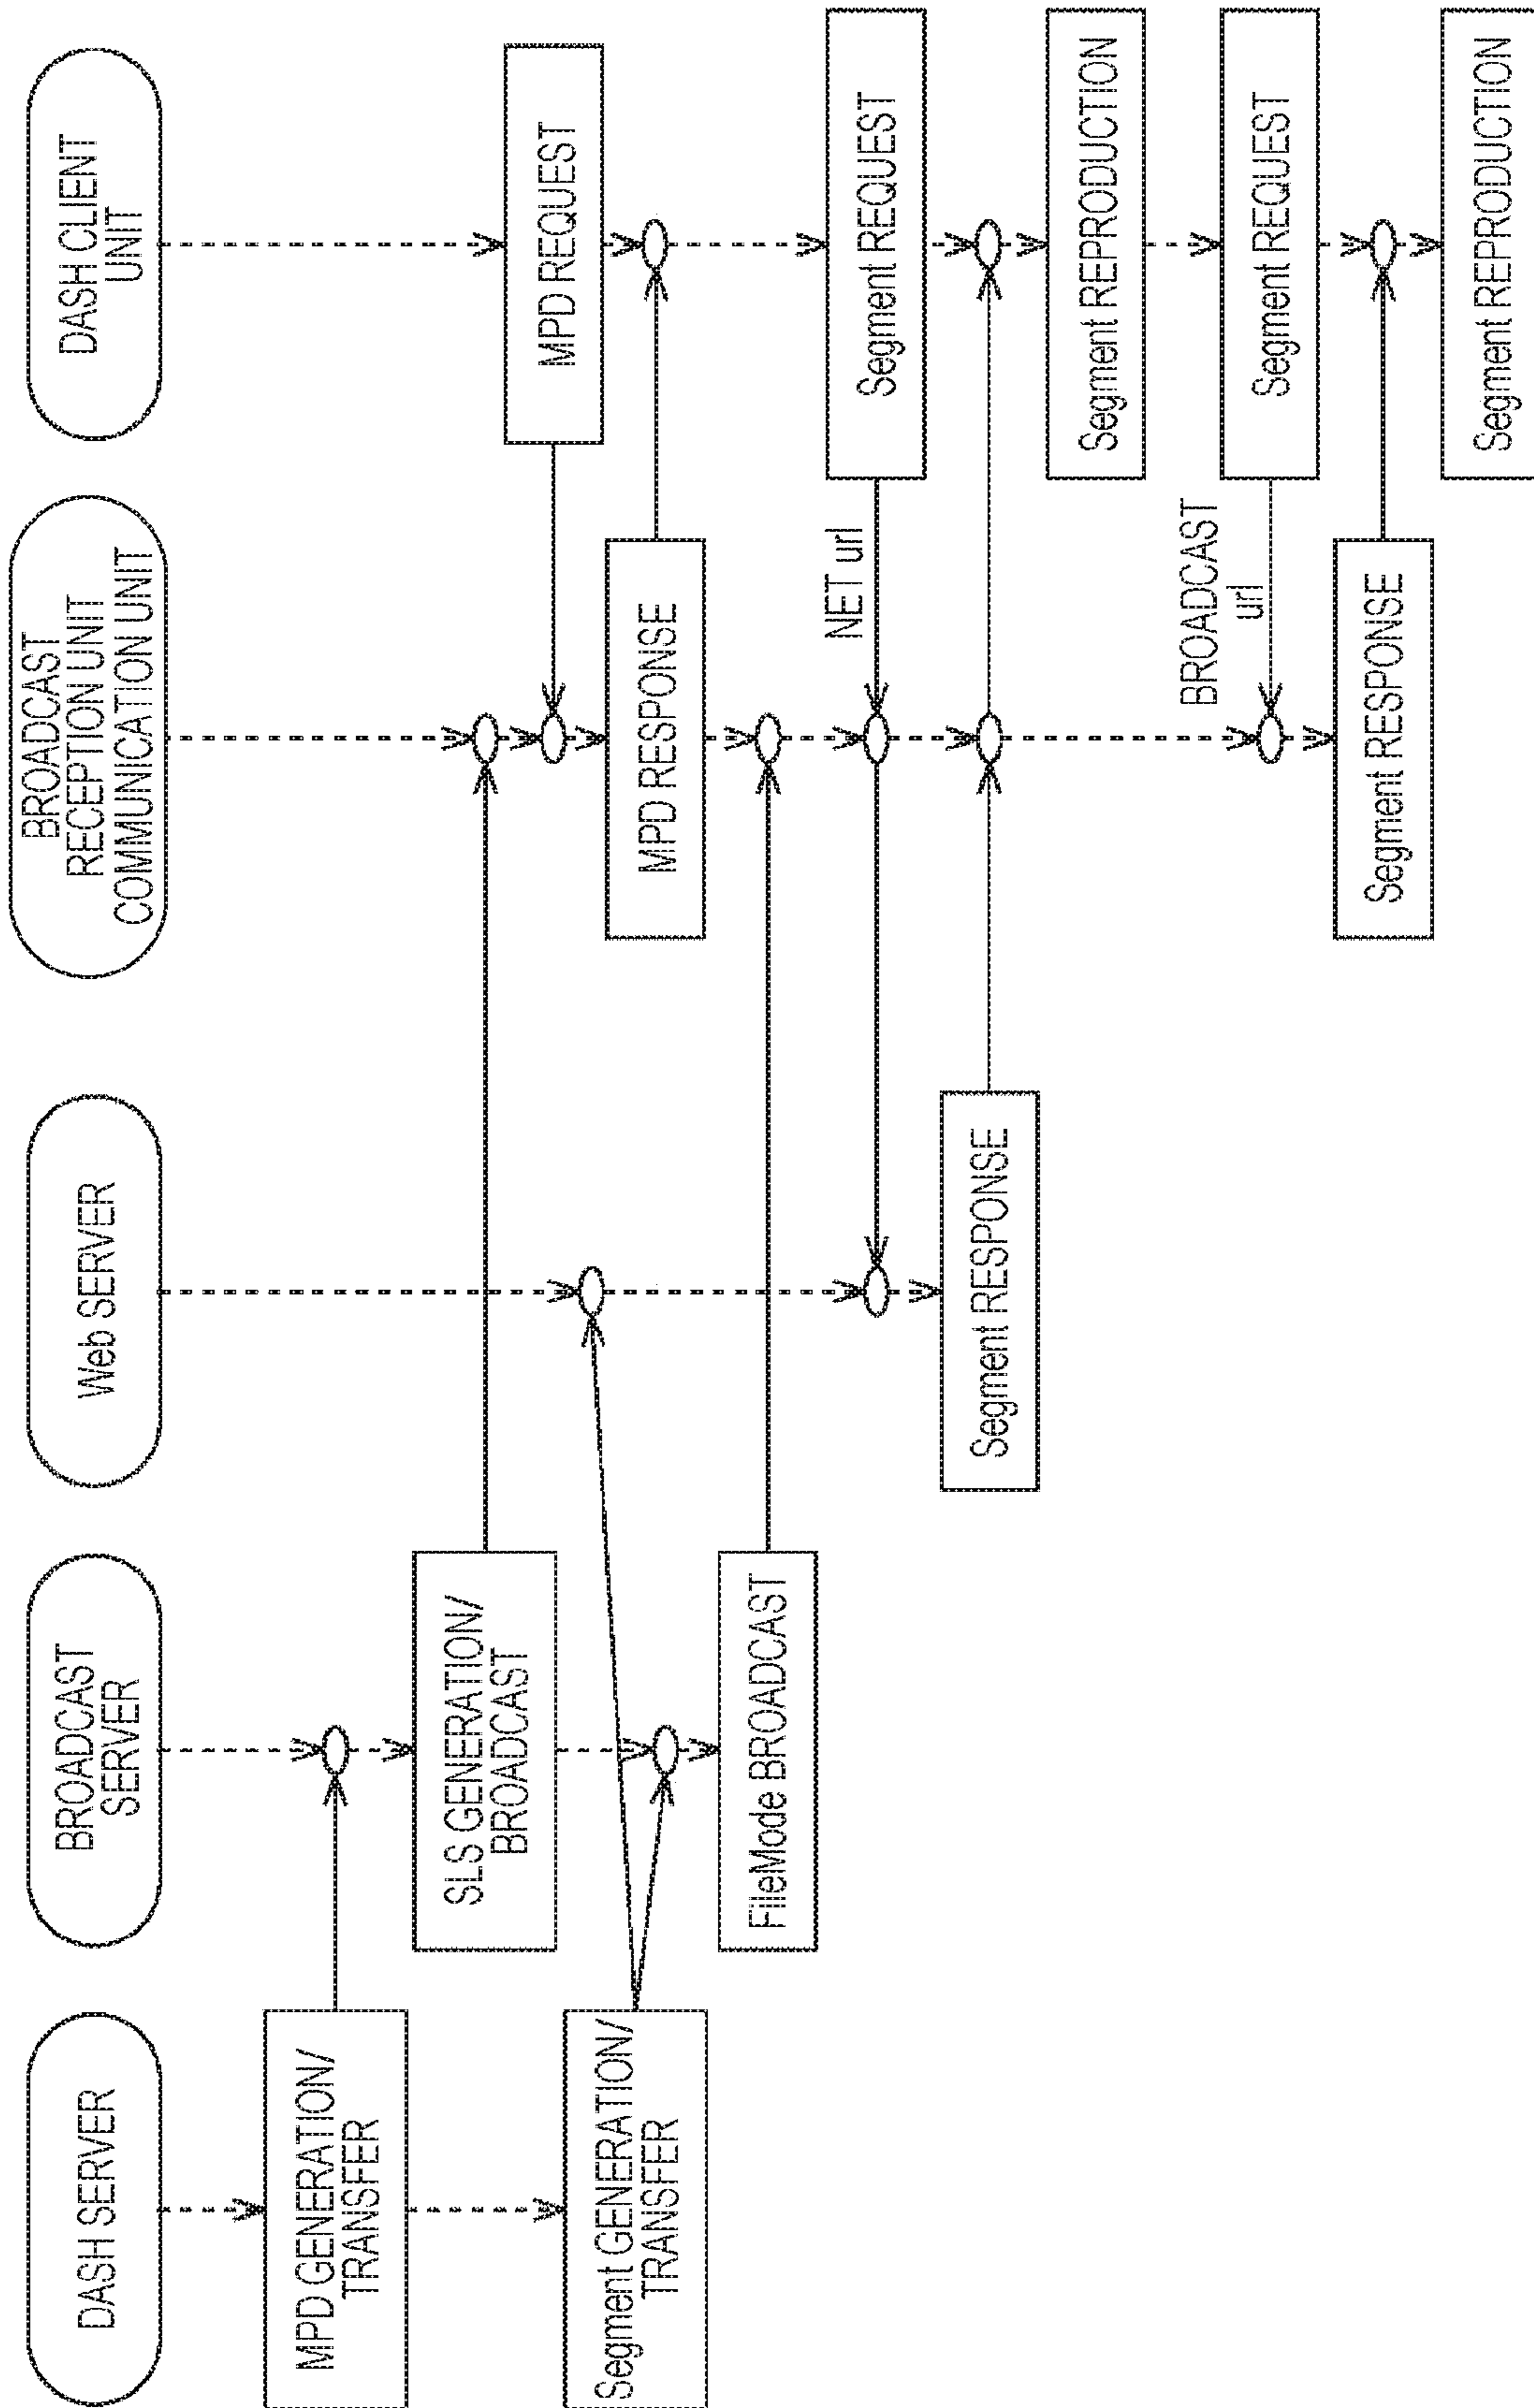 DASH SERVER
BROADCAST
SERVER
Web SERVER
BROADCAST
RECEPTION UNIT
COMMUNICATION UNIT
DASH CLIENT
UNIT
MPD GENERATION/
TRANSFER
SLS GENERATION/
BROADCAST
MPD REQUEST
Segment GENERATION/
TRANSFER
MPD RESPONSE
FileMode BROADCAST
NET url
Segment REQUEST
Segment RESPONSE
Segment REPRODUCTION
BROADCAST
url
Segment REQUEST
Segment RESPONSE
Segment REPRODUCTION